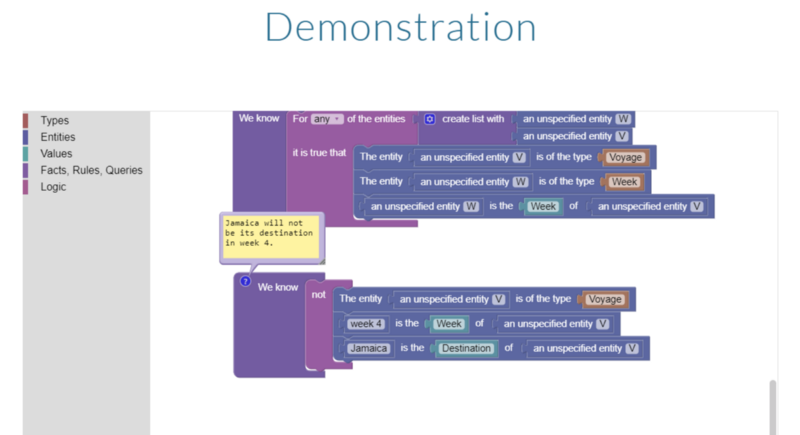 Demonstration
Types
Entities
Values
Facts, Rules, Queries
Logic
We know For any of the entities create list with an unspecified entity W
an unspecified entity V
it is true that The entity an unspecified entity V is of the type Voyage
The entity an unspecified entity W is of the type Week
an unspecified entity W is the Week of an unspecified entity V
Jamaica will not
be its destination
in week 4.
? We know not The entity an unspecified entity V is of the type Voyage
week 4 is the Week of an unspecified entity V
Jamaica is the Destination of an unspecified entity V